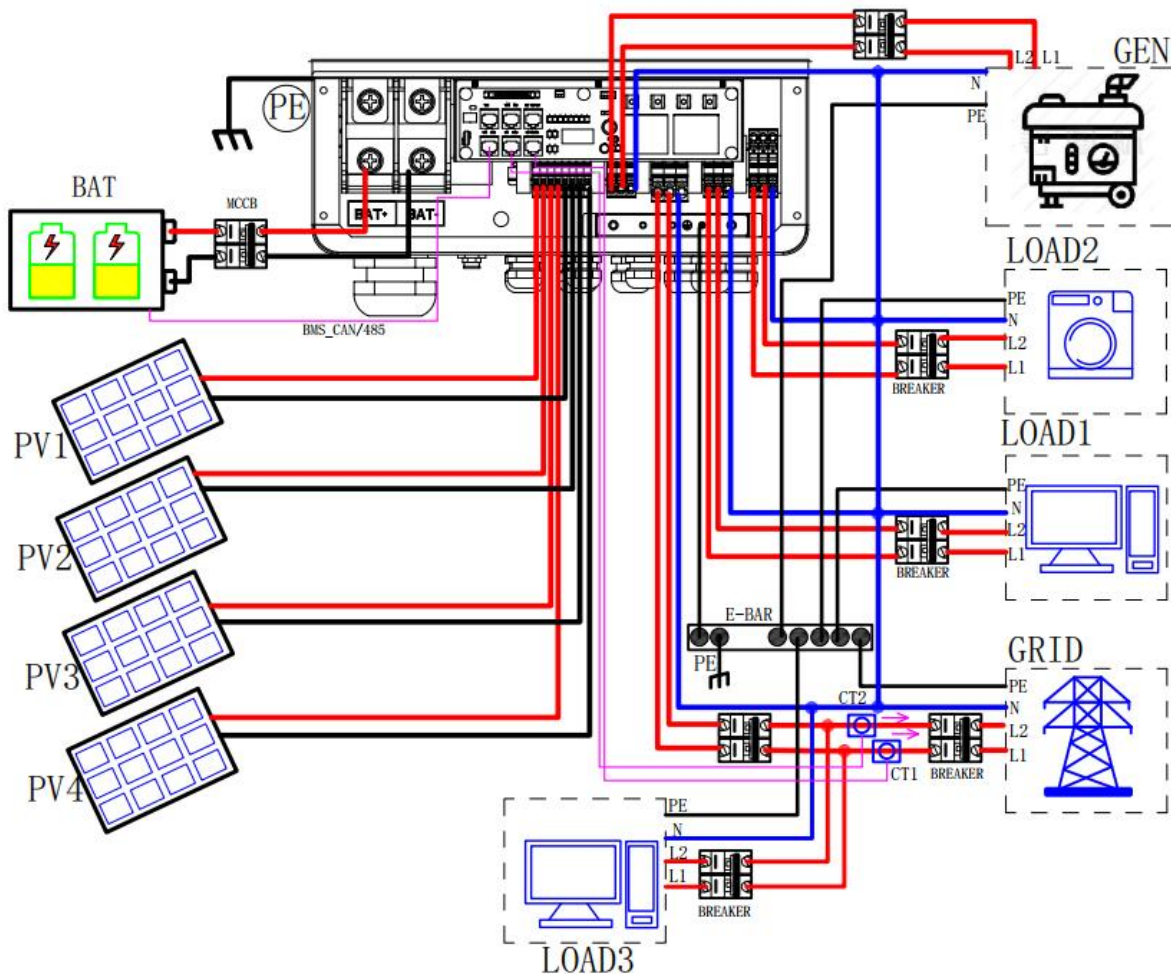 GEN
L2 L1
N
PE
PE
BAT
MCCB
BAT+
BAT-
BMS_CAN/485
LOAD2
PE
N
L2
L1
BREAKER
PV1
LOAD1
PE
N
L2
L1
BREAKER
PV2
E-BAR
PE
GRID
PE
N
L2
L1
CT2
CT1
BREAKER
PV3
PV4
PE
N
L2
L1
BREAKER
LOAD3